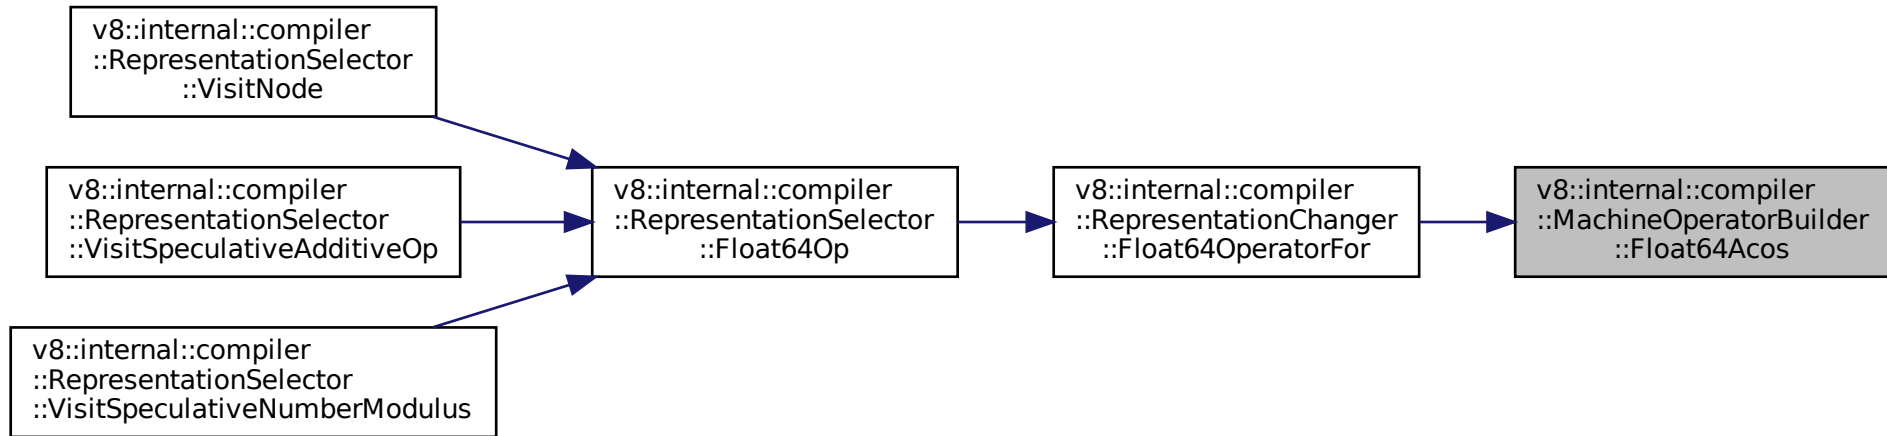 v8::internal::compiler
::RepresentationSelector
::VisitNode
v8::internal::compiler
::RepresentationSelector
::VisitSpeculativeAdditiveOp
v8::internal::compiler
::RepresentationSelector
::VisitSpeculativeNumberModulus
v8::internal::compiler
::RepresentationSelector
::Float64Op
v8::internal::compiler
::RepresentationChanger
::Float64OperatorFor
v8::internal::compiler
::MachineOperatorBuilder
::Float64Acos